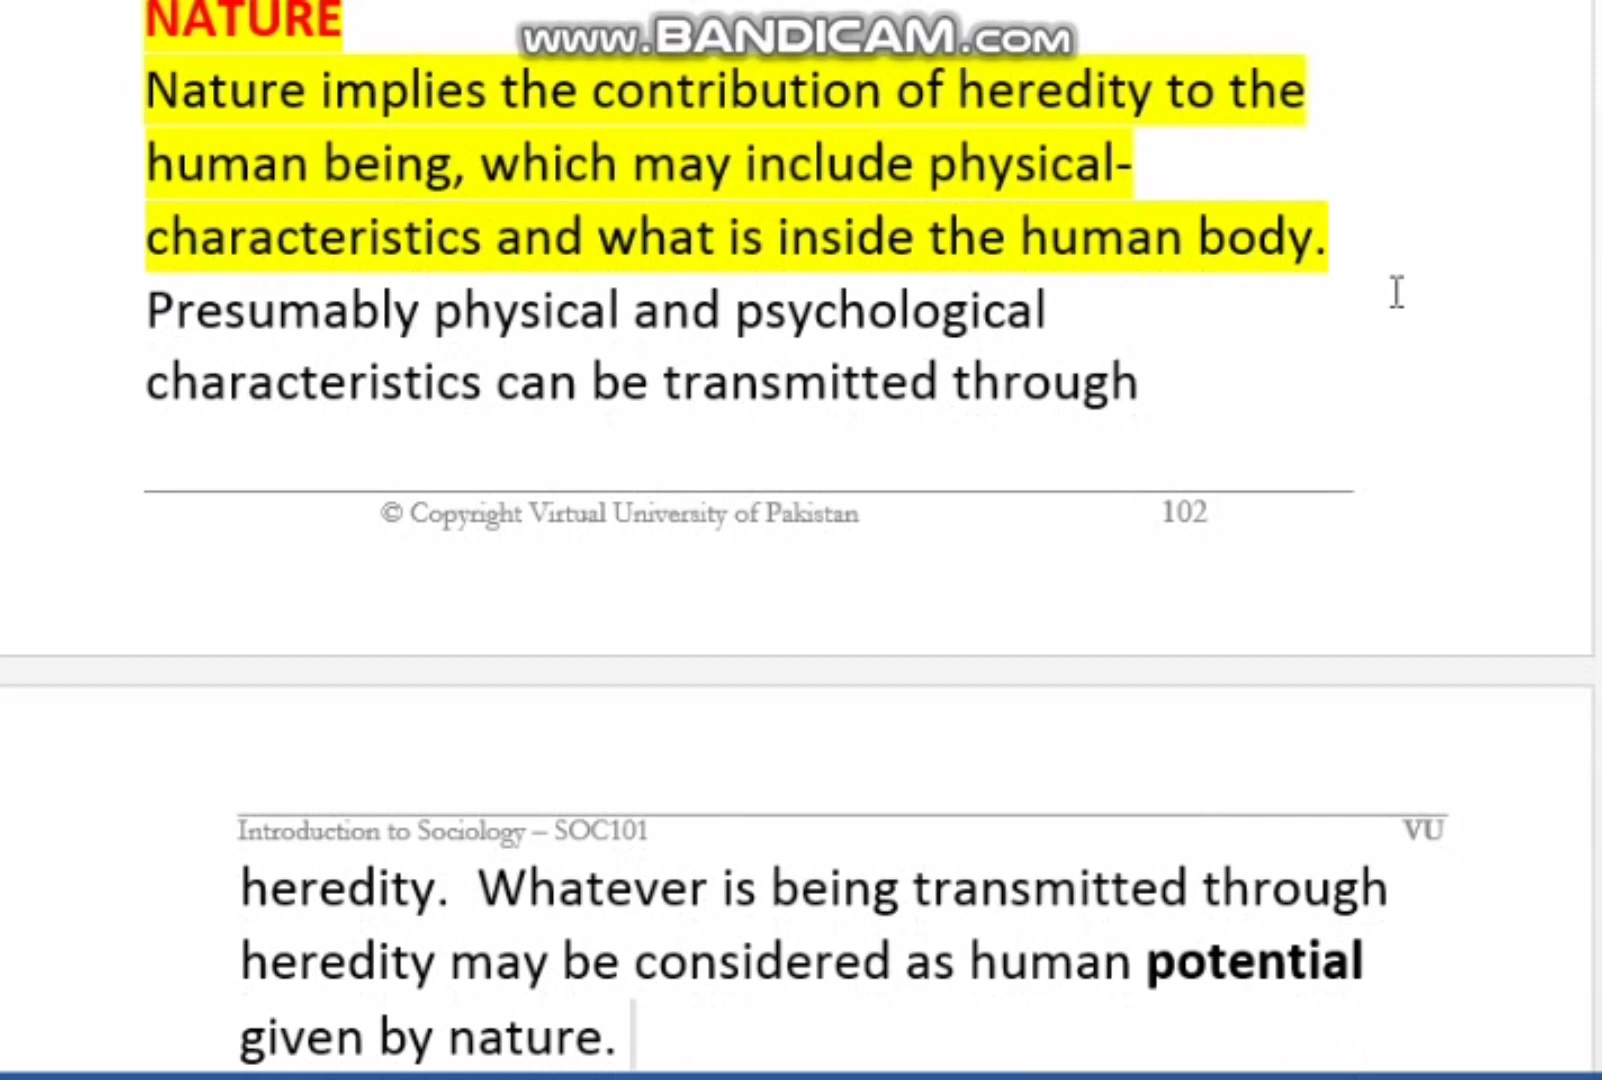 NATURE
www.BANDICAM.com
Nature implies the contribution of heredity to the
human being, which may include physical-
characteristics and what is inside the human body.
Presumably physical and psychological
characteristics can be transmitted through
© Copyright Virtual University of Pakistan 102
Introduction to Sociology – SOC101 VU
heredity.  Whatever is being transmitted through
heredity may be considered as human potential
given by nature.